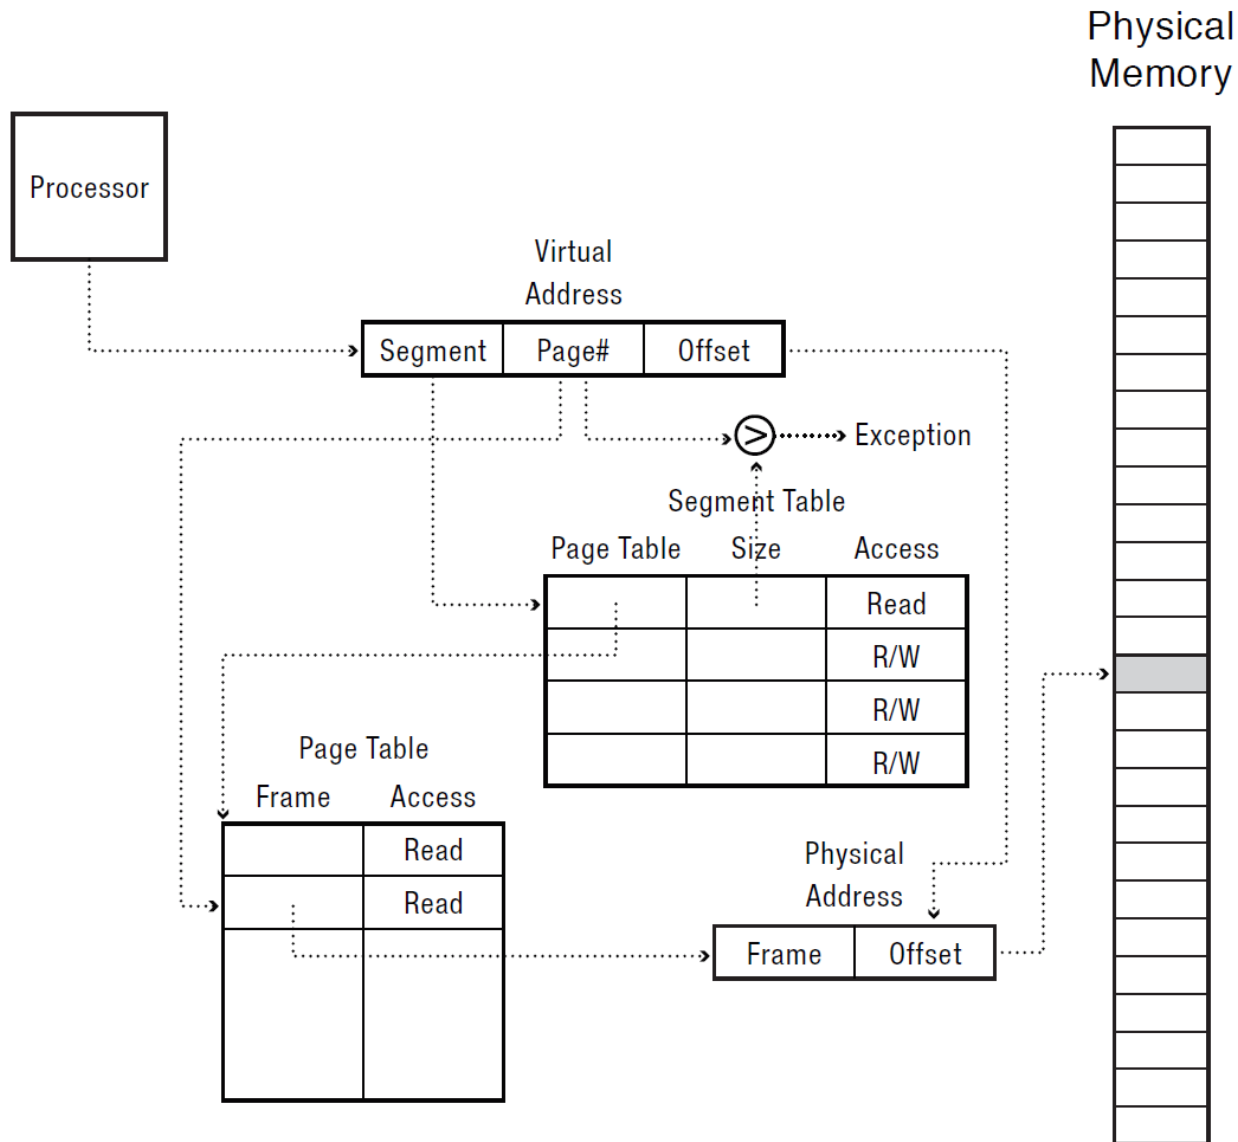 Physical
Memory
Processor
Virtual
Address
Segment
Page#
Offset
> Exception
Segment Table
Page Table Size Access
Read
R/W
R/W
R/W
Page Table
Frame Access
Read
Read
Physical
Address
Frame
Offset